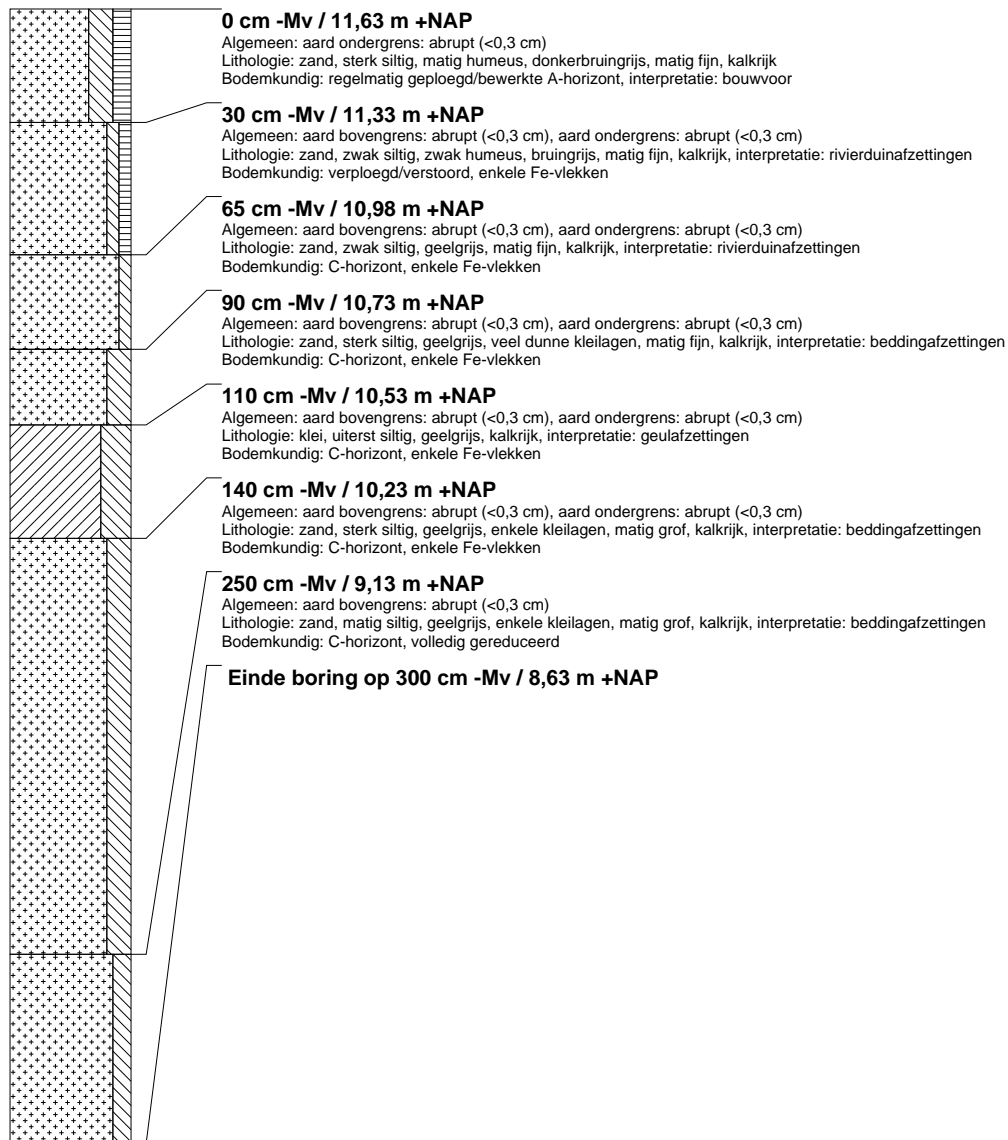 0 cm -Mv / 11,63 m +NAP
Algemeen: aard ondergrens: abrupt (<0,3 cm)
Lithologie: zand, sterk siltig, matig humeus, donkerbruingrijs, matig fijn, kalkrijk
Bodemkundig: regelmatig geploegd/bewerkte A-horizont, interpretatie: bouwvoor
30 cm -Mv / 11,33 m +NAP
Algemeen: aard bovengrens: abrupt (<0,3 cm), aard ondergrens: abrupt (<0,3 cm)
Lithologie: zand, zwak siltig, zwak humeus, bruingrijs, matig fijn, kalkrijk, interpretatie: rivierduinafzettingen
Bodemkundig: verploegd/verstoord, enkele Fe-vlekken
65 cm -Mv / 10,98 m +NAP
Algemeen: aard bovengrens: abrupt (<0,3 cm), aard ondergrens: abrupt (<0,3 cm)
Lithologie: zand, zwak siltig, geelgrijs, matig fijn, kalkrijk, interpretatie: rivierduinafzettingen
Bodemkundig: C-horizont, enkele Fe-vlekken
90 cm -Mv / 10,73 m +NAP
Algemeen: aard bovengrens: abrupt (<0,3 cm), aard ondergrens: abrupt (<0,3 cm)
Lithologie: zand, sterk siltig, geelgrijs, veel dunne kleilagen, matig fijn, kalkrijk, interpretatie: beddingafzettingen
Bodemkundig: C-horizont, enkele Fe-vlekken
110 cm -Mv / 10,53 m +NAP
Algemeen: aard bovengrens: abrupt (<0,3 cm), aard ondergrens: abrupt (<0,3 cm)
Lithologie: klei, uiterst siltig, geelgrijs, kalkrijk, interpretatie: geulafzettingen
Bodemkundig: C-horizont, enkele Fe-vlekken
140 cm -Mv / 10,23 m +NAP
Algemeen: aard bovengrens: abrupt (<0,3 cm), aard ondergrens: abrupt (<0,3 cm)
Lithologie: zand, sterk siltig, geelgrijs, enkele kleilagen, matig grof, kalkrijk, interpretatie: beddingafzettingen
Bodemkundig: C-horizont, enkele Fe-vlekken
250 cm -Mv / 9,13 m +NAP
Algemeen: aard bovengrens: abrupt (<0,3 cm)
Lithologie: zand, matig siltig, geelgrijs, enkele kleilagen, matig grof, kalkrijk, interpretatie: beddingafzettingen
Bodemkundig: C-horizont, volledig gereduceerd
Einde boring op 300 cm -Mv / 8,63 m +NAP